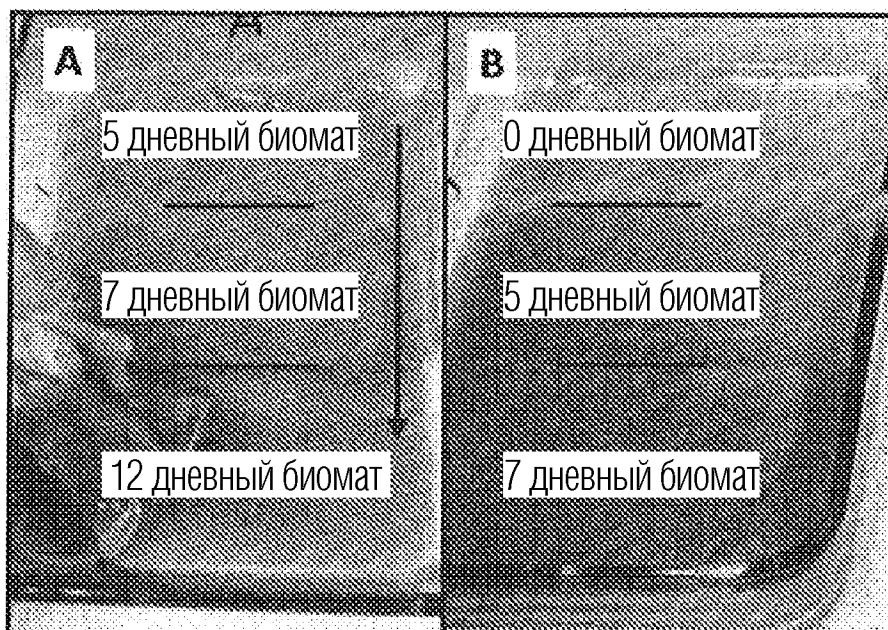 A
5 дневный биомат
7 дневный биомат
12 дневный биомат
B
0 дневный биомат
5 дневный биомат
7 дневный биомат